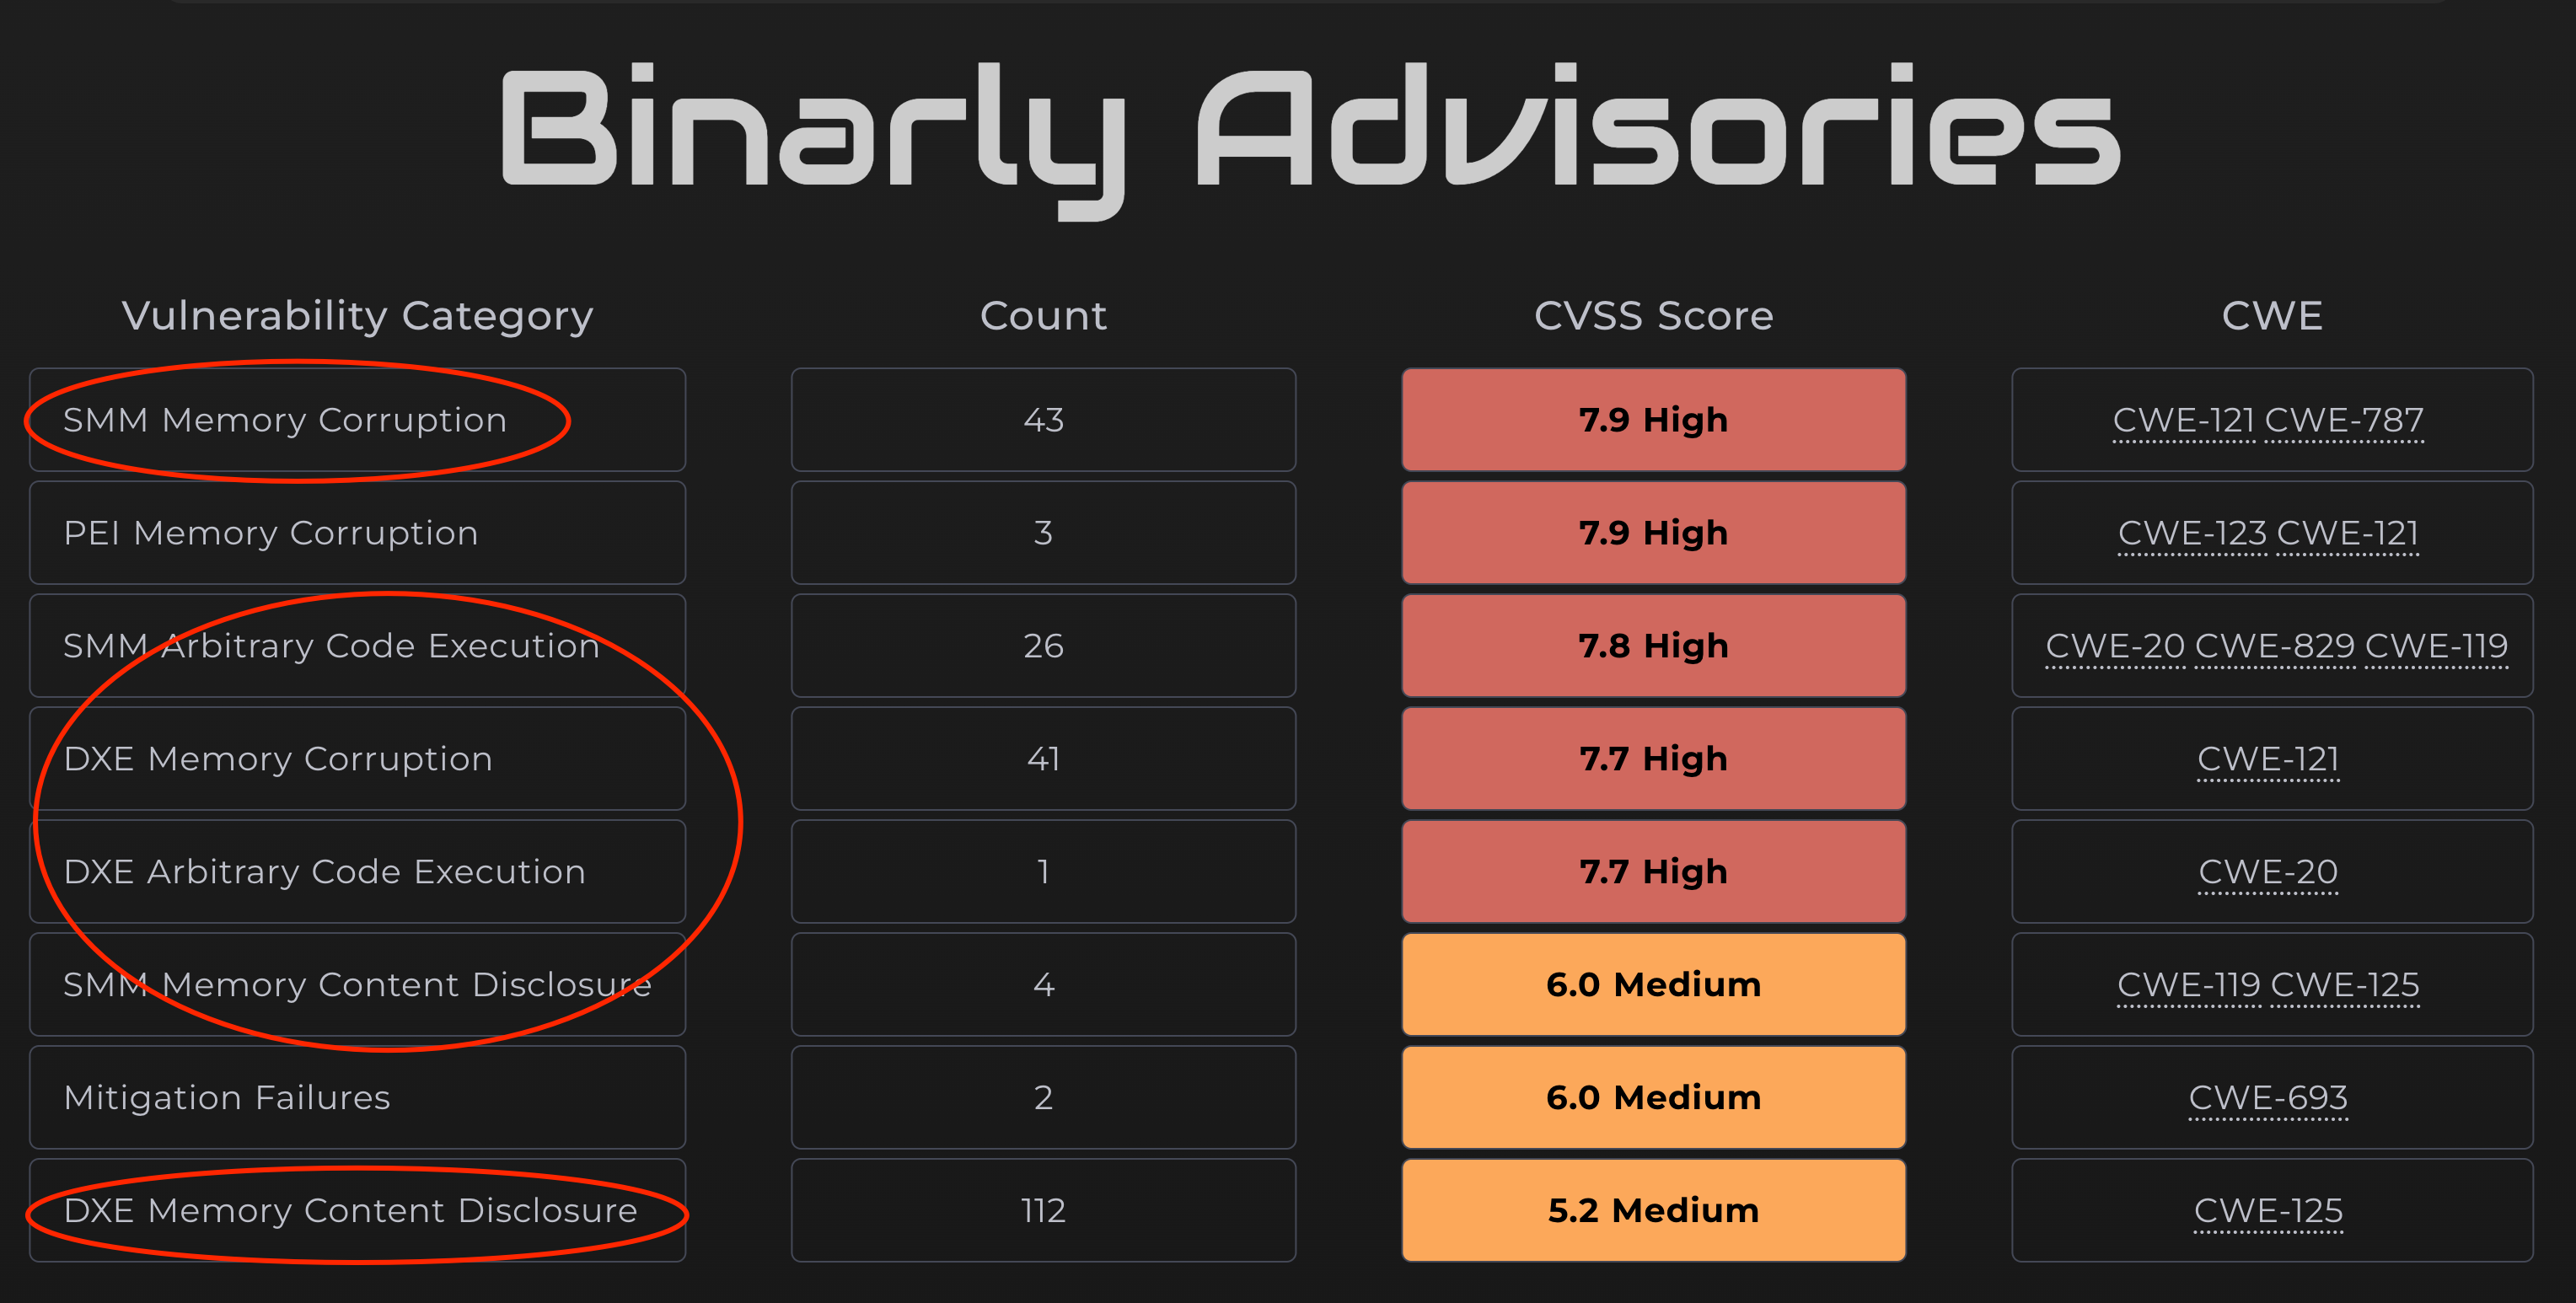 Binarly Advisories
Vulnerability Category Count CVSS Score CWE
SMM Memory Corruption 43 7.9 High CWE-121 CWE-787
PEI Memory Corruption 3 7.9 High CWE-123 CWE-121
SMM Arbitrary Code Execution 26 7.8 High CWE-20 CWE-829 CWE-119
DXE Memory Corruption 41 7.7 High CWE-121
DXE Arbitrary Code Execution 1 7.7 High CWE-20
SMM Memory Content Disclosure 4 6.0 Medium CWE-119 CWE-125
Mitigation Failures 2 6.0 Medium CWE-693
DXE Memory Content Disclosure 112 5.2 Medium CWE-125